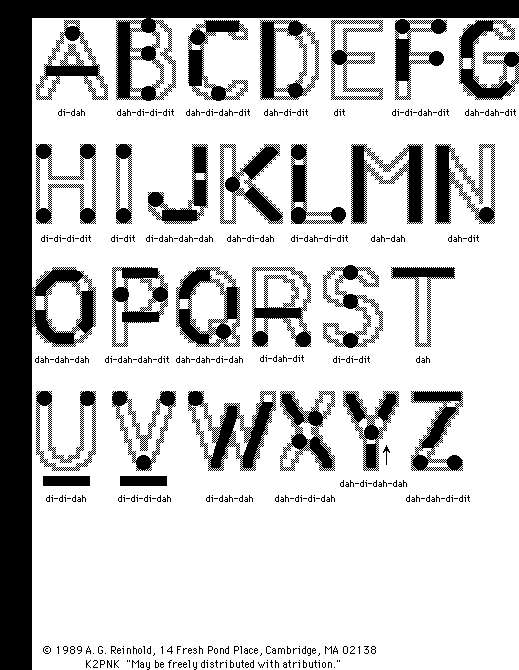 A B C D E F G
di-dah dah-di-di-dit dah-di-dah-dit dah-di-dit dit di-di-dah-dit dah-dah-dit
H I J K L M N
di-di-di-dit di-dit di-dah-dah-dah dah-di-dah di-dah-di-dit dah-dah dah-dit
O P Q R S T
dah-dah-dah di-dah-dah-dit dah-dah-di-dah di-dah-dit di-di-dit dah
U V W X Y Z
dah-di-dah-dah
di-di-dah di-di-di-dah di-dah-dah dah-di-di-dah dah-dah-di-dit
© 1989 A. G. Reinhold, 14 Fresh Pond Place, Cambridge, MA 02138
K2PNK "May be freely distributed with atribution."